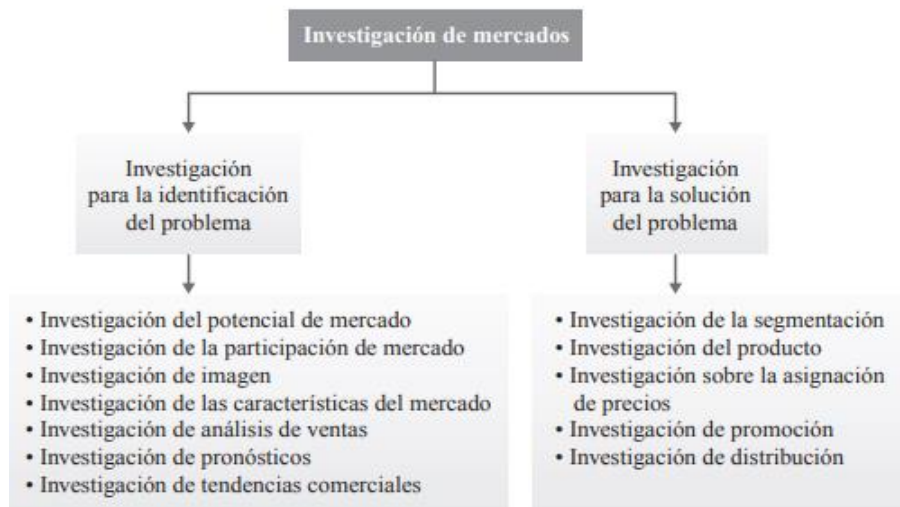 Investigación de mercados
Investigación
para la identificación
del problema
Investigación
para la solución
del problema
• Investigación del potencial de mercado
• Investigación de la participación de mercado
• Investigación de imagen
• Investigación de las características del mercado
• Investigación de análisis de ventas
• Investigación de pronósticos
• Investigación de tendencias comerciales
• Investigación de la segmentación
• Investigación del producto
• Investigación sobre la asignación
de precios
• Investigación de promoción
• Investigación de distribución